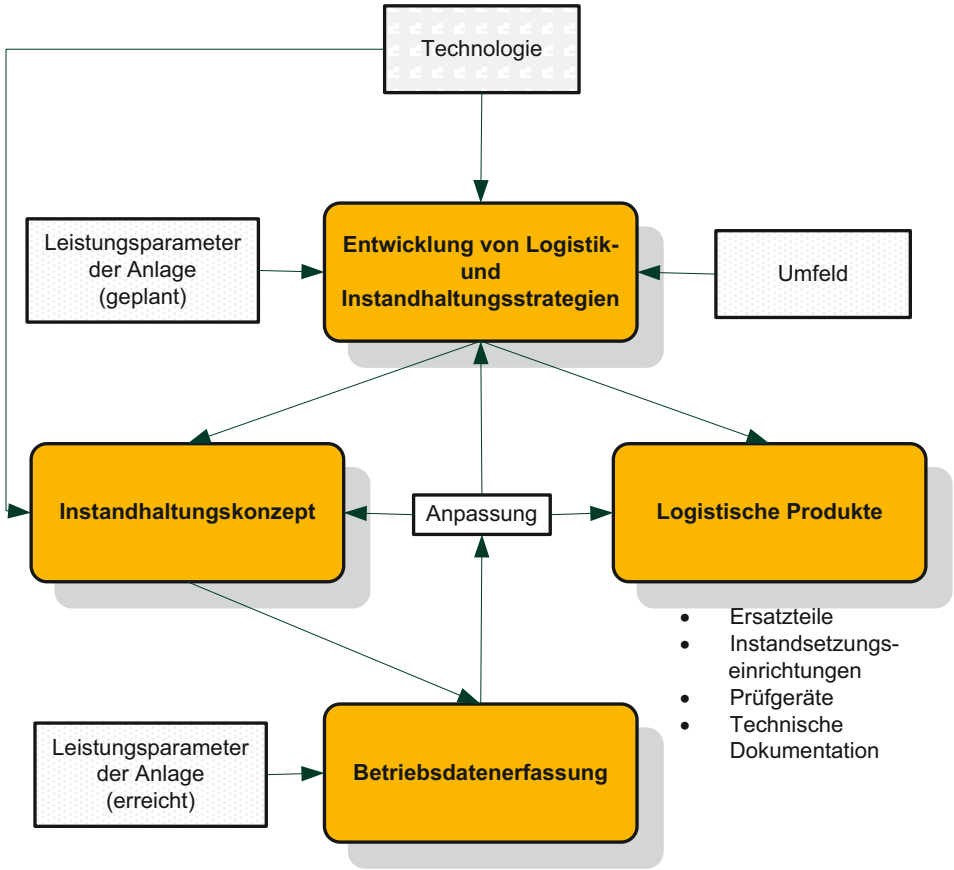 Technologie
Leistungsparameter
der Anlage
(geplant)
Entwicklung von Logistik-
und
Instandhaltungsstrategien
Umfeld
Instandhaltungskonzept
Anpassung
Logistische Produkte
• Ersatzteile
• Instandsetzungs-
einrichtungen
• Prüfgeräte
• Technische
Dokumentation
Leistungsparameter
der Anlage
(erreicht)
Betriebsdatenerfassung